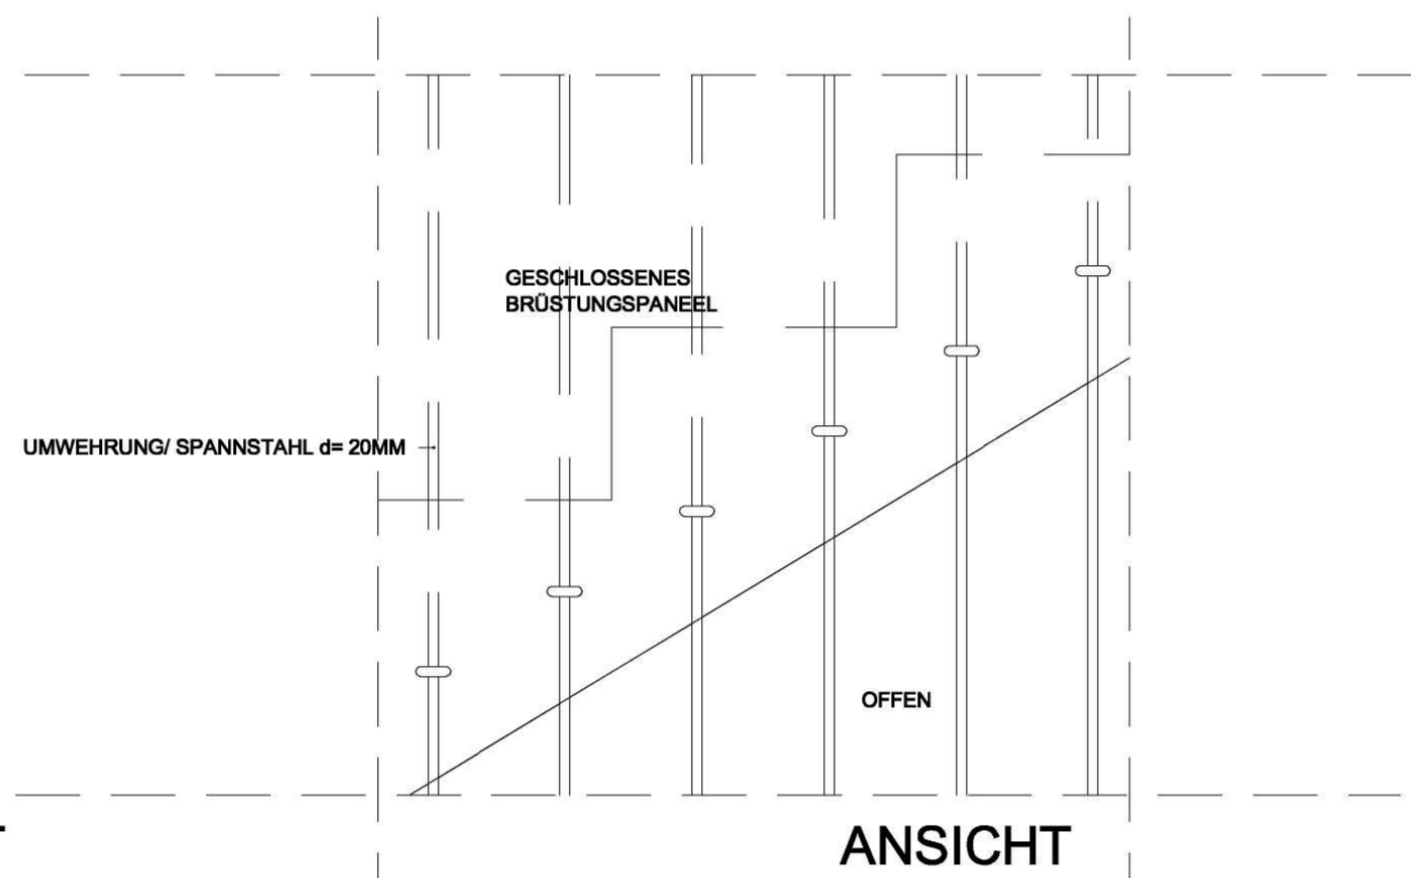 GESCHLOSSENES
BRÜSTUNGSPANEEL
UMWEHRUNG/ SPANNSTAHL d= 20MM
OFFEN
ANSICHT